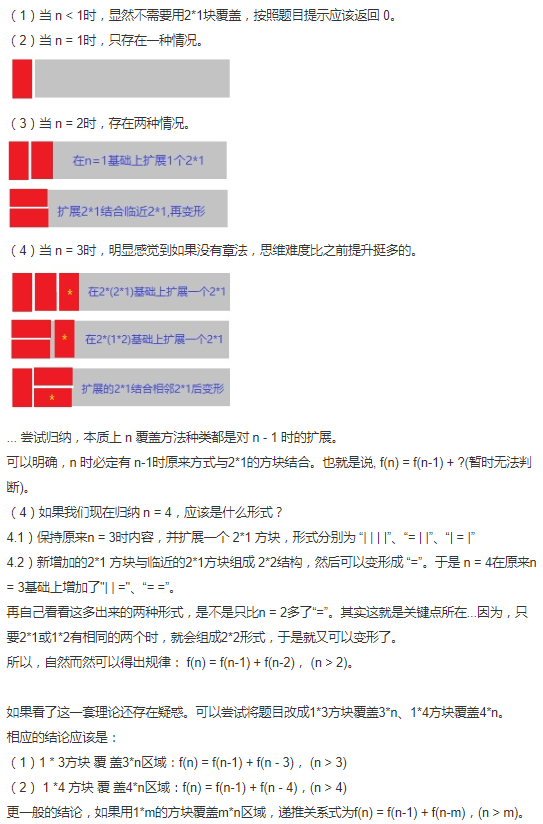 （1）当 n < 1时，显然不需要用2*1块覆盖，按照题目提示应该返回 0。
（2）当 n = 1时，只存在一种情况。
（3）当 n = 2时，存在两种情况。
在n=1基础上扩展1个2*1
扩展2*1结合临近2*1,再变形
（4）当 n = 3时，明显感觉到如果没有章法，思维难度比之前提升挺多的。
* 在2*(2*1)基础上扩展一个2*1
* 在2*(1*2)基础上扩展一个2*1
* 扩展的2*1结合相邻2*1后变形
... 尝试归纳，本质上 n 覆盖方法种类都是对 n - 1 时的扩展。
可以明确，n 时必定有 n-1时原来方式与2*1的方块结合。也就是说, f(n) = f(n-1) + ?(暂时无法判
断)。
（4）如果我们现在归纳 n = 4，应该是什么形式？
4.1）保持原来n = 3时内容，并扩展一个 2*1 方块，形式分别为 “| | | |”、“= | |”、“| = |”
4.2）新增加的2*1 方块与临近的2*1方块组成 2*2结构，然后可以变形成 “=”。于是 n = 4在原来n
= 3基础上增加了"| | ="、“= =”。
再自己看看这多出来的两种形式，是不是只比n = 2多了“=”。其实这就是关键点所在...因为，只
要2*1或1*2有相同的两个时，就会组成2*2形式，于是就又可以变形了。
所以，自然而然可以得出规律： f(n) = f(n-1) + f(n-2)， (n > 2)。
如果看了这一套理论还存在疑惑。可以尝试将题目改成1*3方块覆盖3*n、1*4方块覆盖4*n。
相应的结论应该是：
（1）1 * 3方块 覆 盖3*n区域：f(n) = f(n-1) + f(n - 3)， (n > 3)
（2） 1 *4 方块 覆 盖4*n区域：f(n) = f(n-1) + f(n - 4)，(n > 4)
更一般的结论，如果用1*m的方块覆盖m*n区域，递推关系式为f(n) = f(n-1) + f(n-m)，(n > m)。